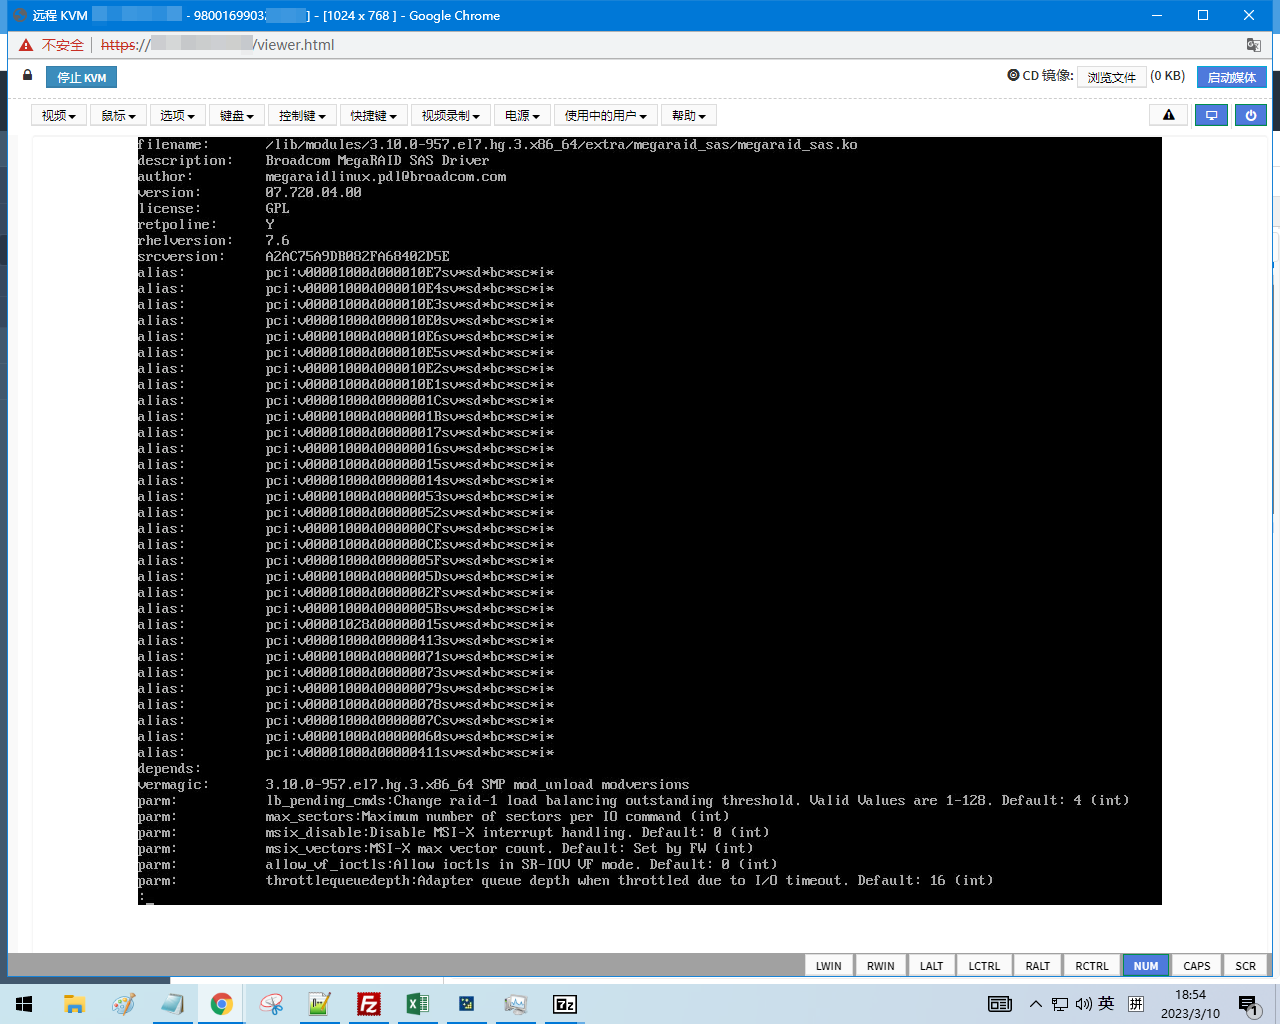 远程 KVM - 9800169903 ] - [1024 x 768 ] - Google Chrome
不安全 https:// /viewer.html
停止 KVM CD 镜像: 浏览文件 (0 KB) 启动媒体
视频 鼠标 选项 键盘 控制键 快捷键 视频录制 电源 使用中的用户 帮助
filename: /lib/modules/3.10.0-957.el7.hg.3.x86_64/extra/megaraid_sas/megaraid_sas.ko
description: Broadcom MegaRAID SAS Driver
author: megaraidlinux.pdl@broadcom.com
version: 07.720.04.00
license: GPL
retpoline: Y
rhelversion: 7.6
srcversion: A2AC75A9DB082FA68402D5E
alias: pci:v00001000d000010E7sv*sd*bc*sc*i*
alias: pci:v00001000d000010E4sv*sd*bc*sc*i*
alias: pci:v00001000d000010E3sv*sd*bc*sc*i*
alias: pci:v00001000d000010E0sv*sd*bc*sc*i*
alias: pci:v00001000d000010E6sv*sd*bc*sc*i*
alias: pci:v00001000d000010E5sv*sd*bc*sc*i*
alias: pci:v00001000d000010E2sv*sd*bc*sc*i*
alias: pci:v00001000d000010E1sv*sd*bc*sc*i*
alias: pci:v00001000d0000001Csv*sd*bc*sc*i*
alias: pci:v00001000d0000001Bsv*sd*bc*sc*i*
alias: pci:v00001000d00000017sv*sd*bc*sc*i*
alias: pci:v00001000d00000016sv*sd*bc*sc*i*
alias: pci:v00001000d00000015sv*sd*bc*sc*i*
alias: pci:v00001000d00000014sv*sd*bc*sc*i*
alias: pci:v00001000d00000053sv*sd*bc*sc*i*
alias: pci:v00001000d00000052sv*sd*bc*sc*i*
alias: pci:v00001000d000000CFsv*sd*bc*sc*i*
alias: pci:v00001000d000000CEsv*sd*bc*sc*i*
alias: pci:v00001000d0000005Fsv*sd*bc*sc*i*
alias: pci:v00001000d0000005Dsv*sd*bc*sc*i*
alias: pci:v00001000d0000002Fsv*sd*bc*sc*i*
alias: pci:v00001000d0000005Bsv*sd*bc*sc*i*
alias: pci:v00001028d00000015sv*sd*bc*sc*i*
alias: pci:v00001000d00000413sv*sd*bc*sc*i*
alias: pci:v00001000d00000071sv*sd*bc*sc*i*
alias: pci:v00001000d00000073sv*sd*bc*sc*i*
alias: pci:v00001000d00000079sv*sd*bc*sc*i*
alias: pci:v00001000d00000078sv*sd*bc*sc*i*
alias: pci:v00001000d0000007Csv*sd*bc*sc*i*
alias: pci:v00001000d00000060sv*sd*bc*sc*i*
alias: pci:v00001000d00000411sv*sd*bc*sc*i*
depends:
vermagic: 3.10.0-957.el7.hg.3.x86_64 SMP mod_unload modversions
parm: lb_pending_cmds:Change raid-1 load balancing outstanding threshold. Valid Values are 1-128. Default: 4 (int)
parm: max_sectors:Maximum number of sectors per IO command (int)
parm: msix_disable:Disable MSI-X interrupt handling. Default: 0 (int)
parm: msix_vectors:MSI-X max vector count. Default: Set by FW (int)
parm: allow_vf_ioctls:Allow ioctls in SR-IOV VF mode. Default: 0 (int)
parm: throttlequeuedepth:Adapter queue depth when throttled due to I/O timeout. Default: 16 (int)
:_
LWIN RWIN LALT LCTRL RALT RCTRL NUM CAPS SCR
Fz 7z 英 拼 18:54
2023/3/10 1